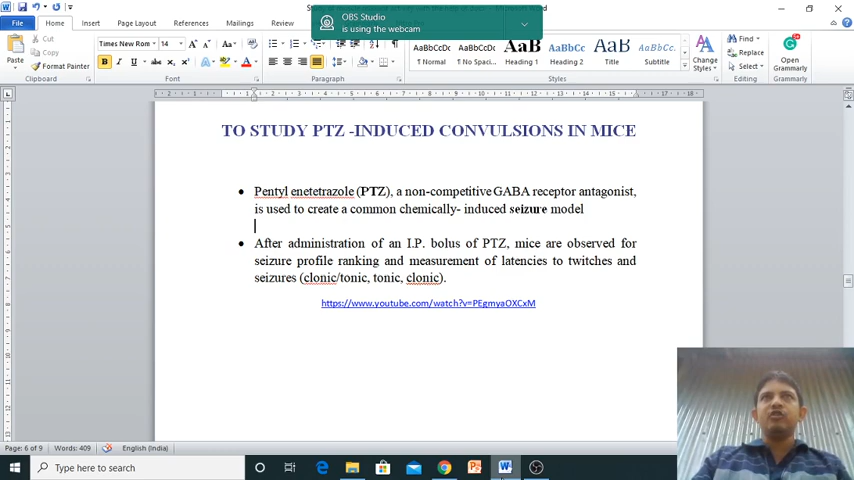 Study of
OBS Studio
is using the webcam
File Home Insert Page Layout References Mailings Review
Cut
Copy
Format Painter
Paste
Clipboard
Times New Rom 14
Font
Paragraph
AaBbCcDc AaBbCcDc AaBbC AaBbCc AaB AaBbCc.
¶ Normal ¶ No Spaci... Heading 1 Heading 2 Title Subtitle
Styles
Change
Styles
Find
Replace
Select
Editing
Open
Grammarly
Grammarly
TO STUDY PTZ -INDUCED CONVULSIONS IN MICE
• Pentyl enetetrazole (PTZ), a non-competitive GABA receptor antagonist,
is used to create a common chemically- induced seizure model
• After administration of an I.P. bolus of PTZ, mice are observed for
seizure profile ranking and measurement of latencies to twitches and
seizures (clonic/tonic, tonic, clonic).
https://www.youtube.com/watch?v=PEgmyaOXCxM
Page: 6 of 9 Words: 409 English (India)
Type here to search